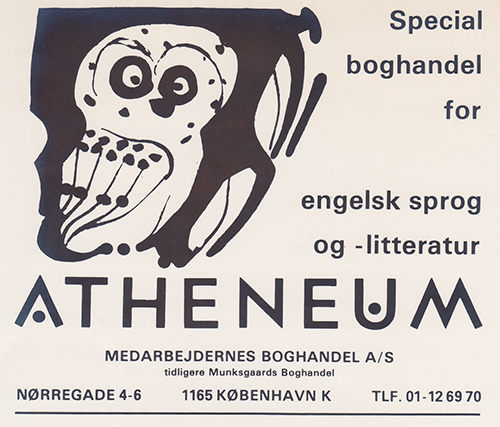 Special
boghandel
for
engelsk sprog
og -litteratur
ATHENEUM
MEDARBEJDERNES BOGHANDEL A/S
tidligere Munksgaards Boghandel
NØRREGADE 4-6 1165 KØBENHAVN K TLF. 01-12 69 70